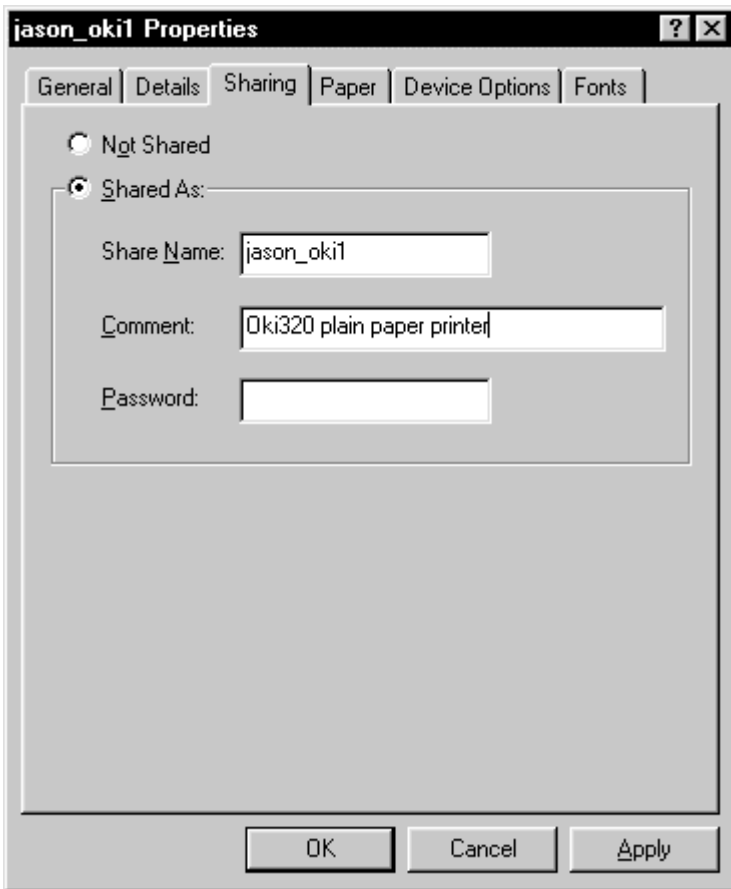 jason_oki1 Properties
? X
General Details Sharing Paper Device Options Fonts
Not Shared
Shared As:
Share Name: jason_oki1
Comment: Oki320 plain paper printer
Password:
OK Cancel Apply